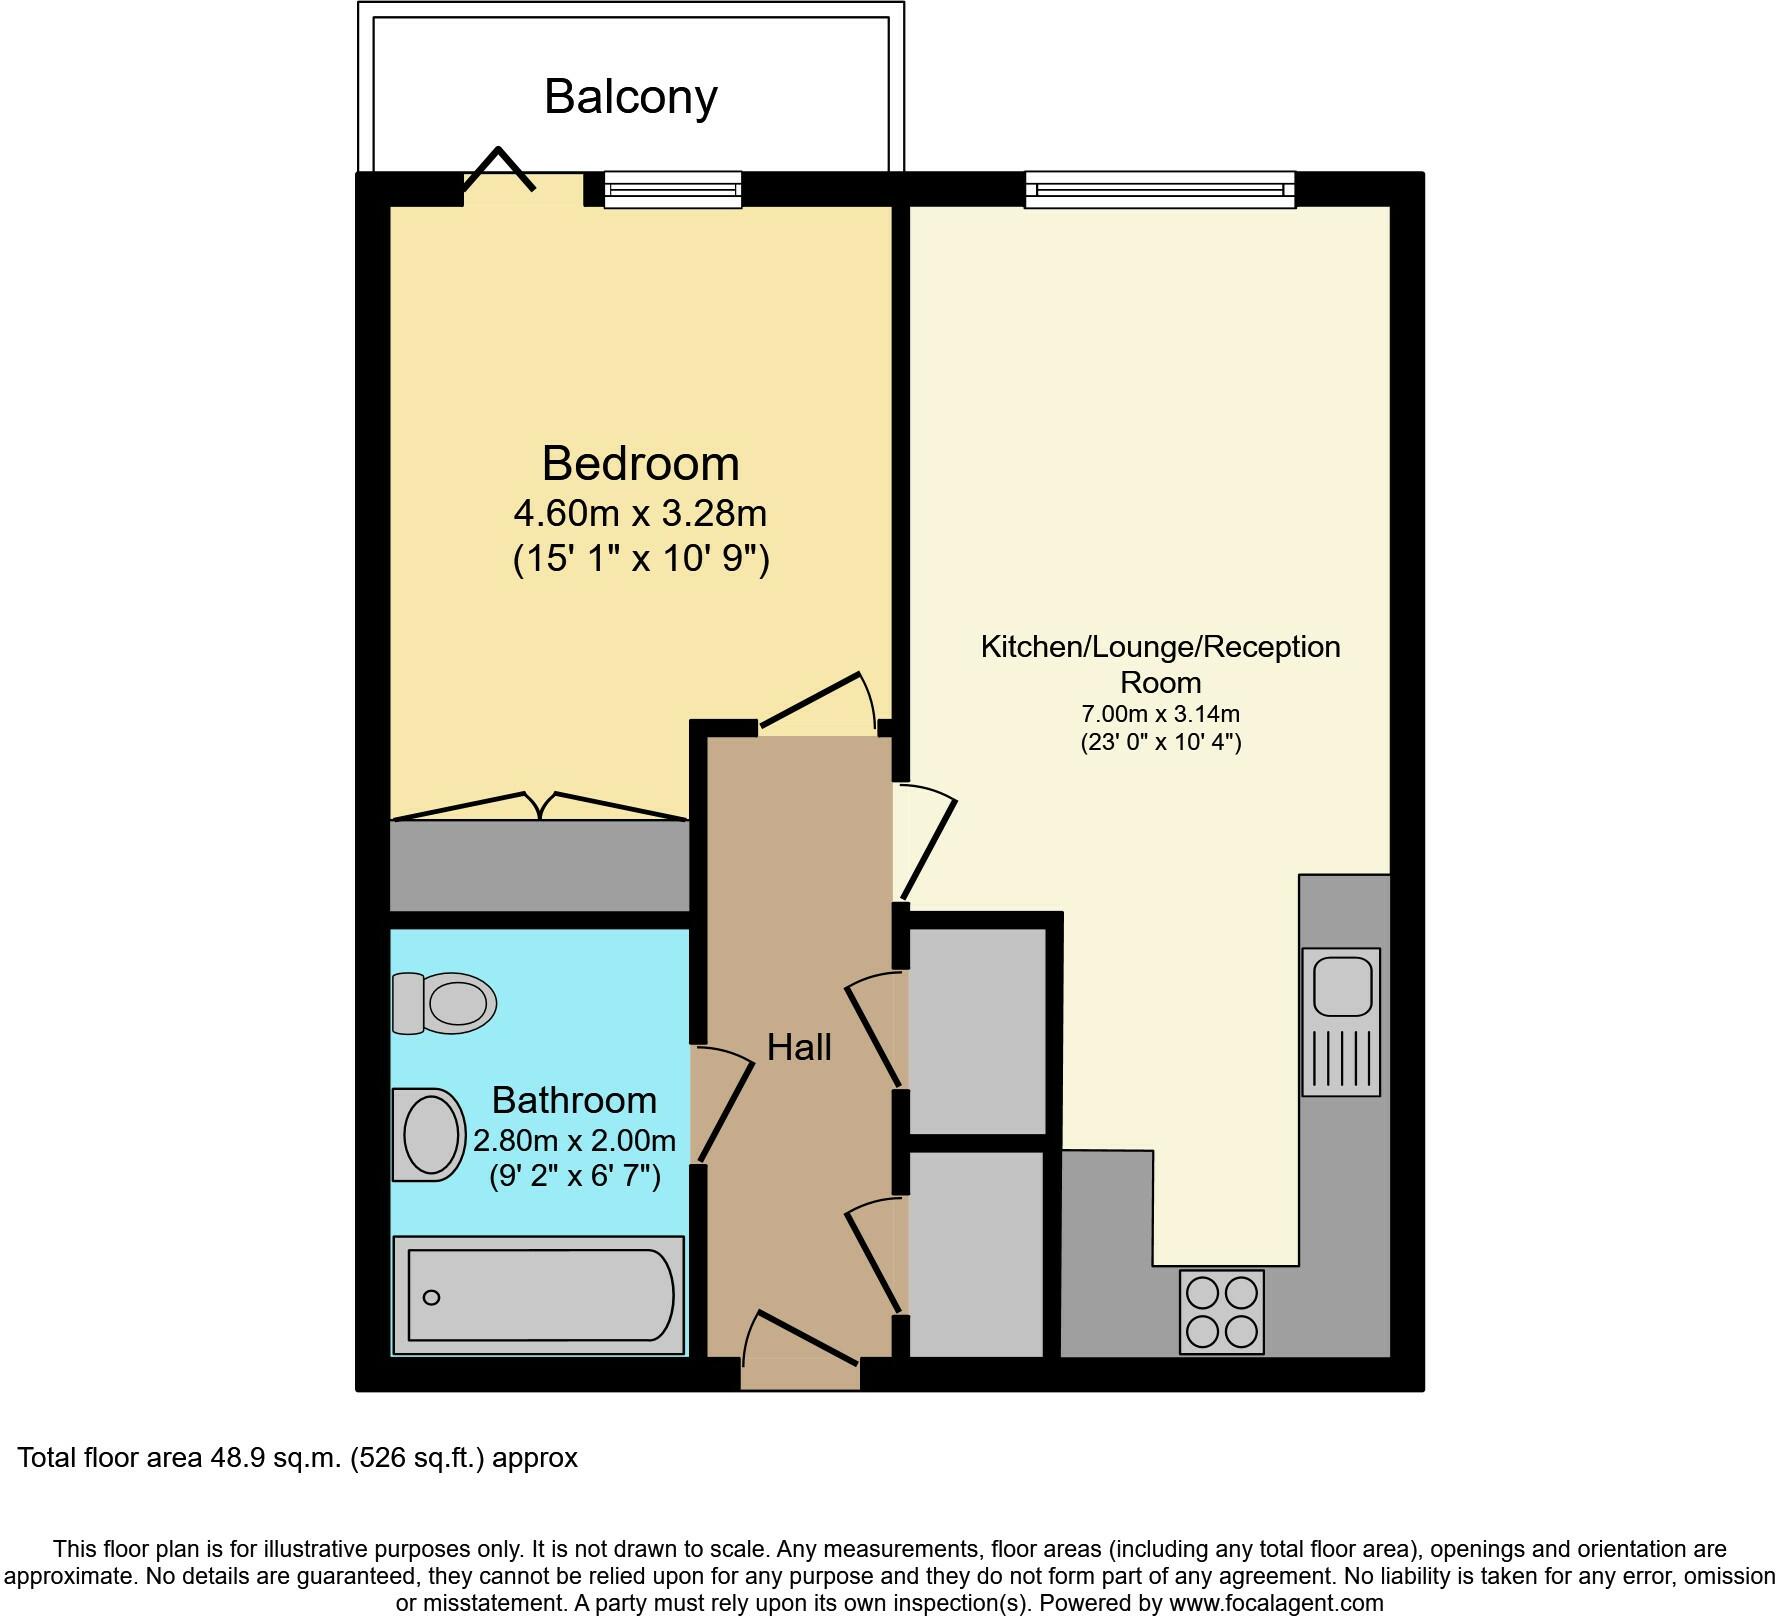 Balcony
Bedroom
4.60m x 3.28m
(15' 1" x 10' 9")
Kitchen/Lounge/Reception
Room
7.00m x 3.14m
(23' 0" x 10' 4")
Hall
Bathroom
2.80m x 2.00m
(9' 2" x 6' 7")
Total floor area 48.9 sq.m. (526 sq.ft.) approx
This floor plan is for illustrative purposes only. It is not drawn to scale. Any measurements, floor areas (including any total floor area), openings and orientation are
approximate. No details are guaranteed, they cannot be relied upon for any purpose and they do not form part of any agreement. No liability is taken for any error, omission
or misstatement. A party must rely upon its own inspection(s). Powered by www.focalagent.com